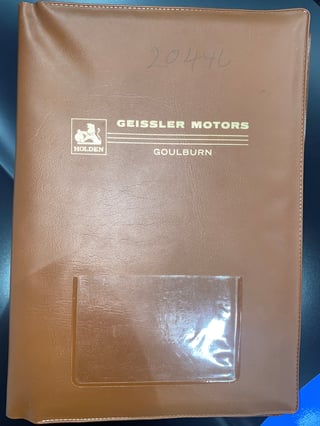 20446
GEISSLER MOTORS
HOLDEN
GOULBURN